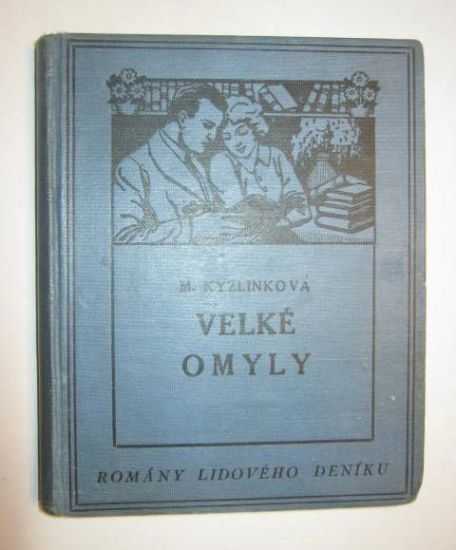 M. KYZLINKOVÁ
VELKÉ
OMYLY
ROMÁNY LIDOVÉHO DENÍKU